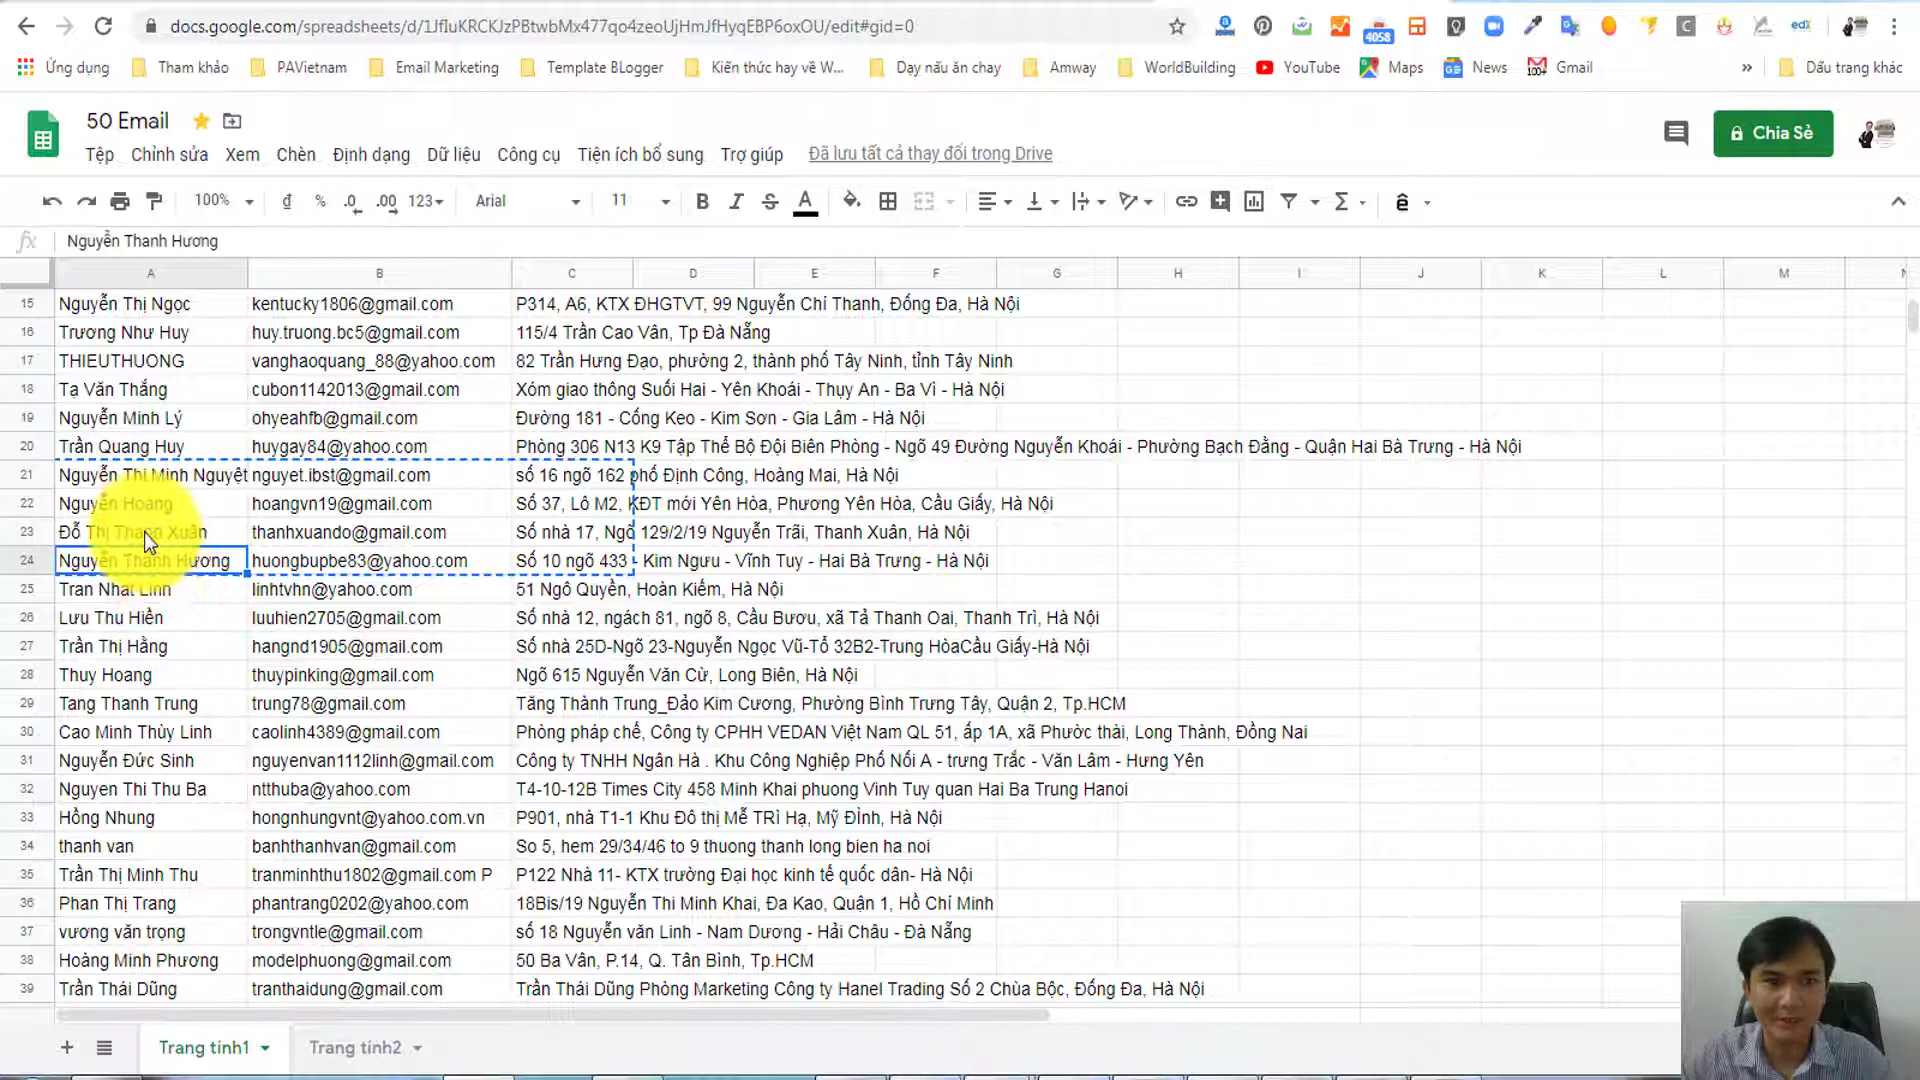 docs.google.com/spreadsheets/d/1JfluKRCKJzPBtwbMx477qo4zeoUjHmJfHyqEBP6oxOU/edit#gid=0
4058
edX
Ứng dụng Tham khảo PAVietnam Email Marketing Template BLogger Kiến thức hay về W... Dạy nấu ăn chay Amway WorldBuilding YouTube Maps News 100+ Gmail » Dấu trang khác
50 Email
Chia Sẻ
Tệp Chỉnh sửa Xem Chèn Định dạng Dữ liệu Công cụ Tiện ích bổ sung Trợ giúp Đã lưu tất cả thay đổi trong Drive
100% đ % .0 .00 123 Arial 11 B I S A Σ ê
fx Nguyễn Thanh Hương
A B C D E F G H I J K L M
15 Nguyễn Thị Ngọc kentucky1806@gmail.com P314, A6, KTX ĐHGTVT, 99 Nguyễn Chí Thanh, Đống Đa, Hà Nội
16 Trương Như Huy huy.truong.bc5@gmail.com 115/4 Trần Cao Vân, Tp Đà Nẵng
17 THIEUTHUONG vanghaoquang_88@yahoo.com 82 Trần Hưng Đạo, phường 2, thành phố Tây Ninh, tỉnh Tây Ninh
18 Tạ Văn Thắng cubon1142013@gmail.com Xóm giao thông Suối Hai - Yên Khoái - Thụy An - Ba Vì - Hà Nội
19 Nguyễn Minh Lý ohyeahfb@gmail.com Đường 181 - Cống Keo - Kim Sơn - Gia Lâm - Hà Nội
20 Trần Quang Huy huygay84@yahoo.com Phòng 306 N13 K9 Tập Thể Bộ Đội Biên Phòng - Ngõ 49 Đường Nguyễn Khoái - Phường Bạch Đằng - Quận Hai Bà Trưng - Hà Nội
21 Nguyễn Thị Minh Nguyệt nguyet.ibst@gmail.com số 16 ngõ 162 phố Định Công, Hoàng Mai, Hà Nội
22 Nguyễn Hoang hoangvn19@gmail.com Số 37, Lô M2, KĐT mới Yên Hòa, Phương Yên Hòa, Cầu Giấy, Hà Nội
23 Đỗ Thị Thanh Xuân thanhxuando@gmail.com Số nhà 17, Ngõ 129/2/19 Nguyễn Trãi, Thanh Xuân, Hà Nội
24 Nguyễn Thanh Hương huongbupbe83@yahoo.com Số 10 ngõ 433 - Kim Ngưu - Vĩnh Tuy - Hai Bà Trưng - Hà Nội
25 Tran Nhat Linh linhtvhn@yahoo.com 51 Ngô Quyền, Hoàn Kiếm, Hà Nội
26 Lưu Thu Hiền luuhien2705@gmail.com Số nhà 12, ngách 81, ngõ 8, Cầu Bươu, xã Tả Thanh Oai, Thanh Trì, Hà Nội
27 Trần Thị Hằng hangnd1905@gmail.com Số nhà 25D-Ngõ 23-Nguyễn Ngọc Vũ-Tổ 32B2-Trung HòaCầu Giấy-Hà Nội
28 Thuy Hoang thuypinking@gmail.com Ngõ 615 Nguyễn Văn Cừ, Long Biên, Hà Nội
29 Tang Thanh Trung trung78@gmail.com Tăng Thành Trung_Đảo Kim Cương, Phường Bình Trưng Tây, Quận 2, Tp.HCM
30 Cao Minh Thùy Linh caolinh4389@gmail.com Phòng pháp chế, Công ty CPHH VEDAN Việt Nam QL 51, ấp 1A, xã Phước thải, Long Thành, Đồng Nai
31 Nguyễn Đức Sinh nguyenvan1112linh@gmail.com Công ty TNHH Ngân Hà . Khu Công Nghiệp Phố Nối A - trưng Trắc - Văn Lâm - Hưng Yên
32 Nguyen Thi Thu Ba ntthuba@yahoo.com T4-10-12B Times City 458 Minh Khai phuong Vinh Tuy quan Hai Ba Trung Hanoi
33 Hồng Nhung hongnhungvnt@yahoo.com.vn P901, nhà T1-1 Khu Đô thị Mễ TRì Hạ, Mỹ Đình, Hà Nội
34 thanh van banhthanhvan@gmail.com So 5, hem 29/34/46 to 9 thuong thanh long bien ha noi
35 Trần Thị Minh Thu tranminhthu1802@gmail.com P P122 Nhà 11- KTX trường Đại học kinh tế quốc dân- Hà Nội
36 Phan Thị Trang phantrang0202@yahoo.com 18Bis/19 Nguyễn Thi Minh Khai, Đa Kao, Quận 1, Hồ Chí Minh
37 vương văn trọng trongvntle@gmail.com số 18 Nguyễn văn Linh - Nam Dương - Hải Châu - Đà Nẵng
38 Hoàng Minh Phương modelphuong@gmail.com 50 Ba Vân, P.14, Q. Tân Bình, Tp.HCM
39 Trần Thái Dũng tranthaidung@gmail.com Trần Thái Dũng Phòng Marketing Công ty Hanel Trading Số 2 Chùa Bộc, Đống Đa, Hà Nội
+ Trang tính1 Trang tính2